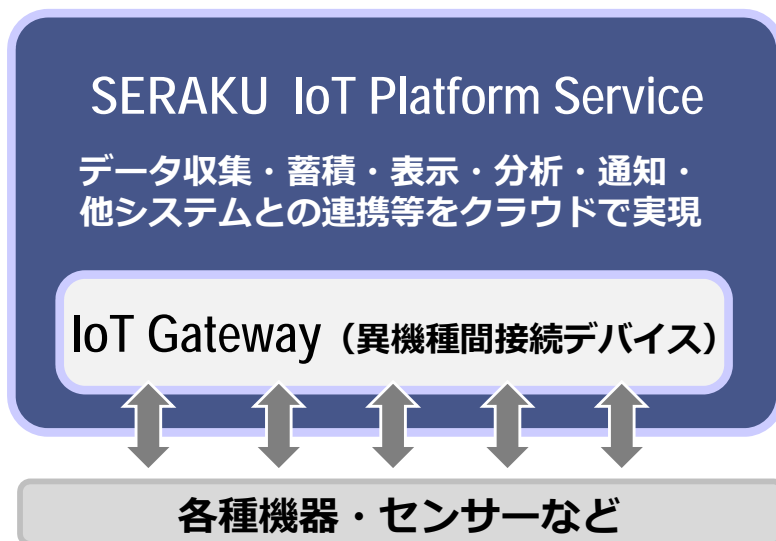 SERAKU IoT Platform Service
データ収集・蓄積・表示・分析・通知・
他システムとの連携等をクラウドで実現
IoT Gateway（異機種間接続デバイス）
各種機器・センサーなど